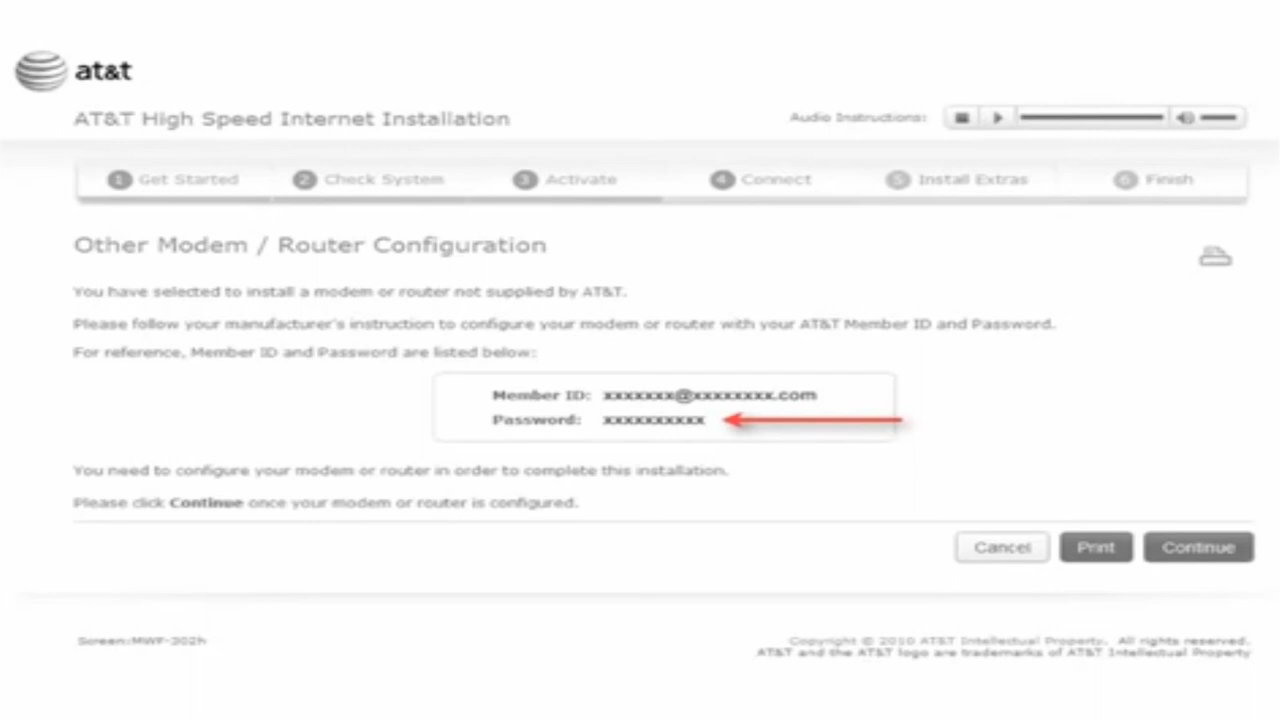 at&t
AT&T High Speed Internet Installation
Audio Instructions:
1 Get Started 2 Check System 3 Activate 4 Connect 5 Install Extras 6 Finish
Other Modem / Router Configuration
You have selected to install a modem or router not supplied by AT&T.
Please follow your manufacturer's instruction to configure your modem or router with your AT&T Member ID and Password.
For reference, Member ID and Password are listed below:
Member ID: xxxxxxx@xxxxxxxx.com
Password: xxxxxxxxxx
You need to configure your modem or router in order to complete this installation.
Please click Continue once your modem or router is configured.
Cancel Print Continue
Screen:MWF-302h
Copyright © 2010 AT&T Intellectual Property. All rights reserved.
AT&T and the AT&T logo are trademarks of AT&T Intellectual Property